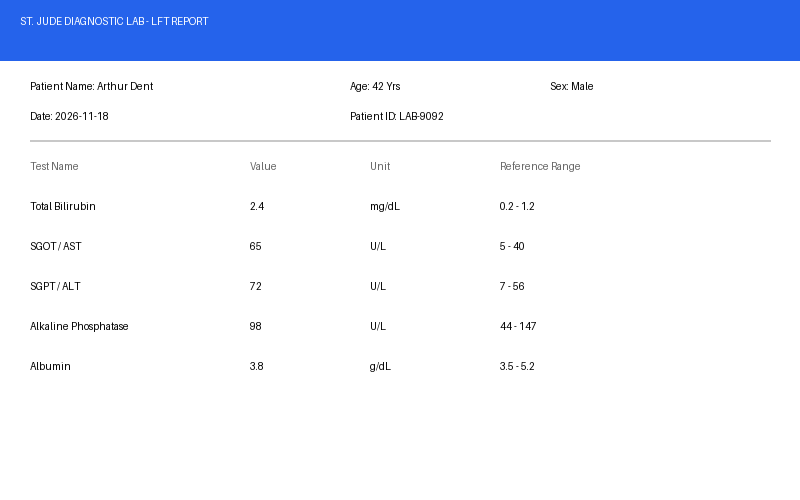 ST. JUDE DIAGNOSTIC LAB - LFT REPORT
Patient Name: Arthur Dent Age: 42 Yrs Sex: Male
Date: 2026-11-18 Patient ID: LAB-9092
Test Name Value Unit Reference Range
Total Bilirubin 2.4 mg/dL 0.2 - 1.2
SGOT / AST 65 U/L 5 - 40
SGPT / ALT 72 U/L 7 - 56
Alkaline Phosphatase 98 U/L 44 - 147
Albumin 3.8 g/dL 3.5 - 5.2